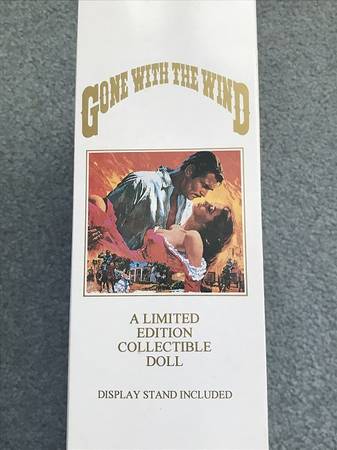 GONE WITH THE WIND
A LIMITED
EDITION
COLLECTIBLE
DOLL
DISPLAY STAND INCLUDED